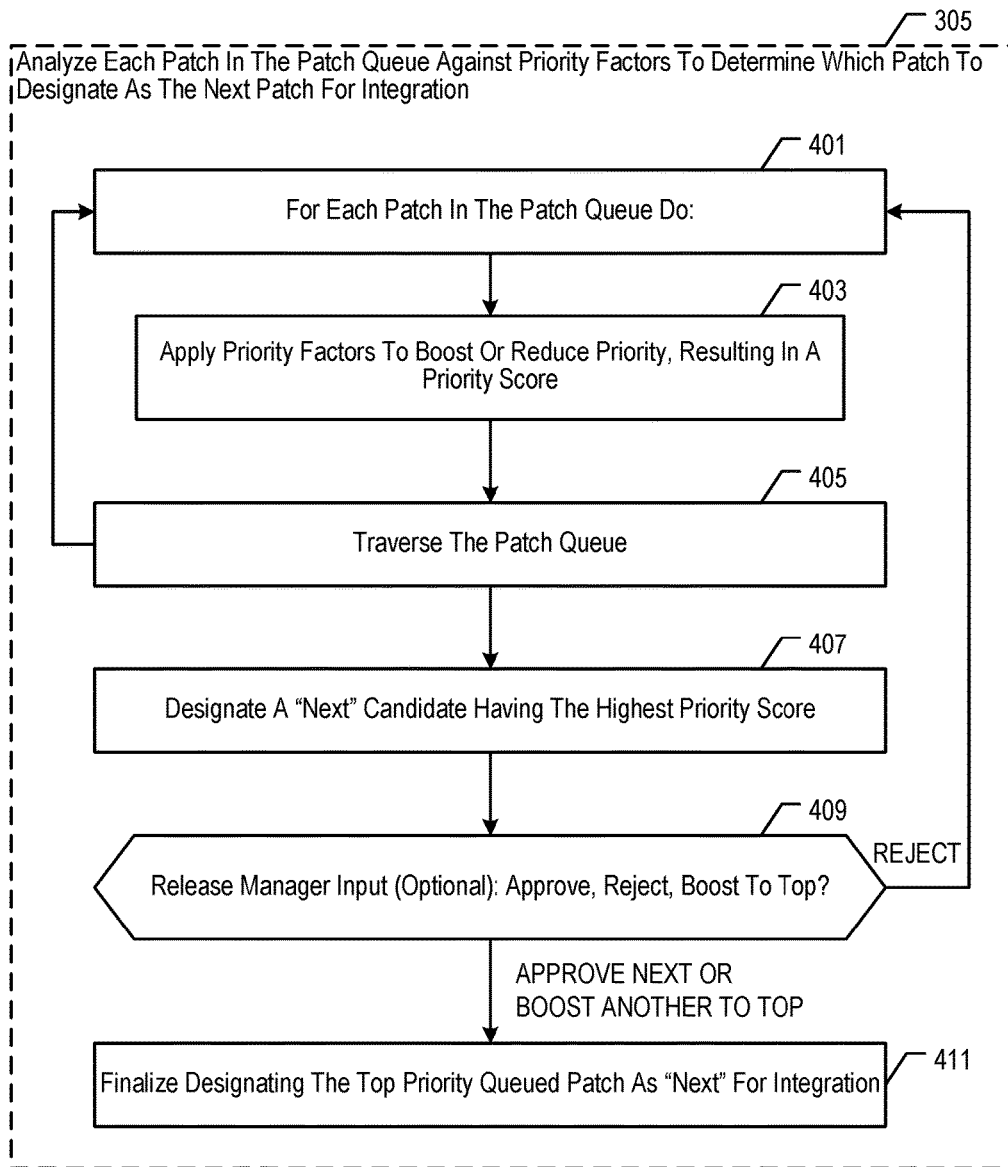 305
Analyze Each Patch In The Patch Queue Against Priority Factors To Determine Which Patch To
Designate As The Next Patch For Integration
401
For Each Patch In The Patch Queue Do:
403
Apply Priority Factors To Boost Or Reduce Priority, Resulting In A
Priority Score
405
Traverse The Patch Queue
407
Designate A “Next” Candidate Having The Highest Priority Score
409
REJECT
Release Manager Input (Optional): Approve, Reject, Boost To Top?
APPROVE NEXT OR
BOOST ANOTHER TO TOP
411
Finalize Designating The Top Priority Queued Patch As “Next” For Integration